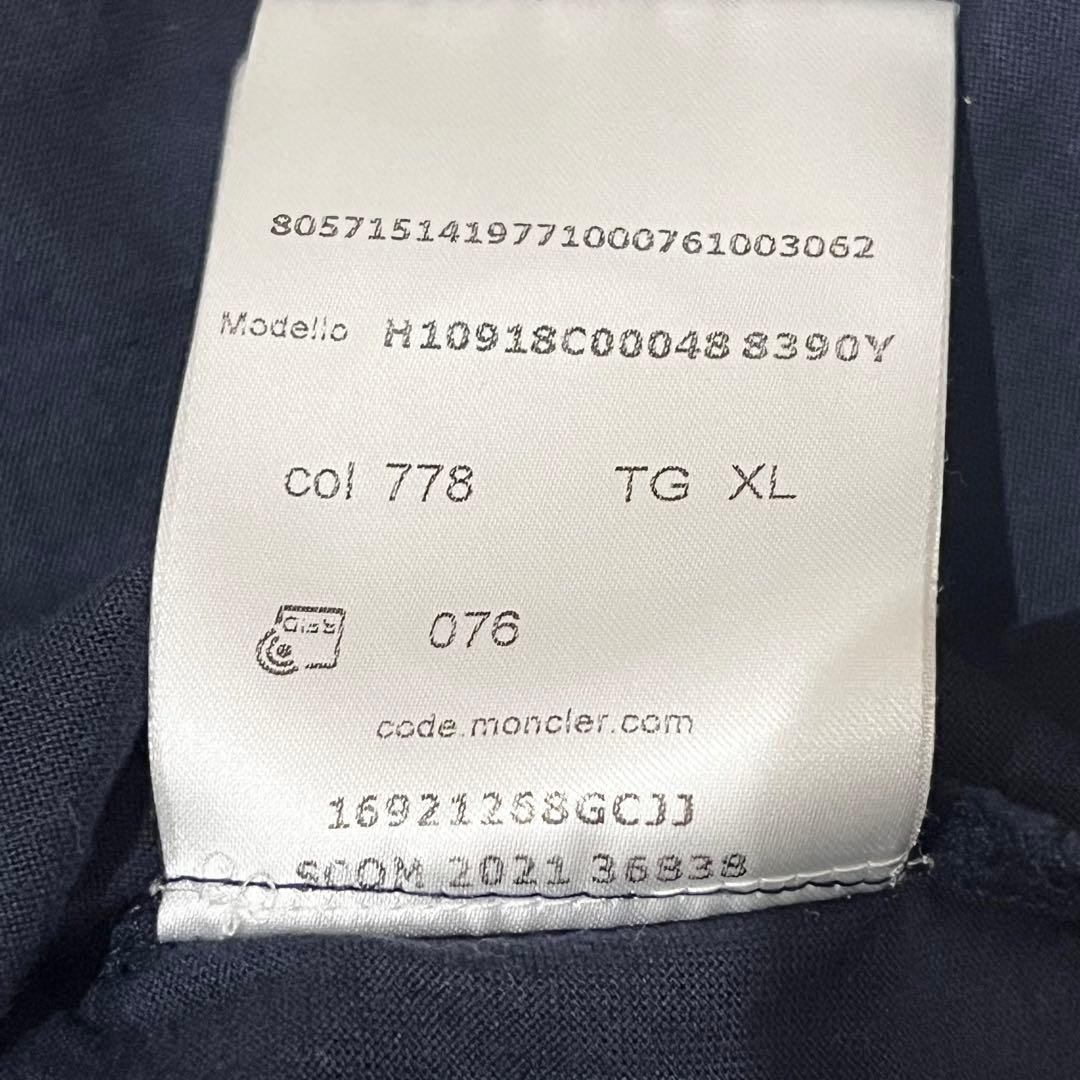 8057151419771000761003062
Modello H10918C00048 8390Y
col 778 TG XL
076
code.moncler.com
16921268GCJJ
SCOM 2021 36838